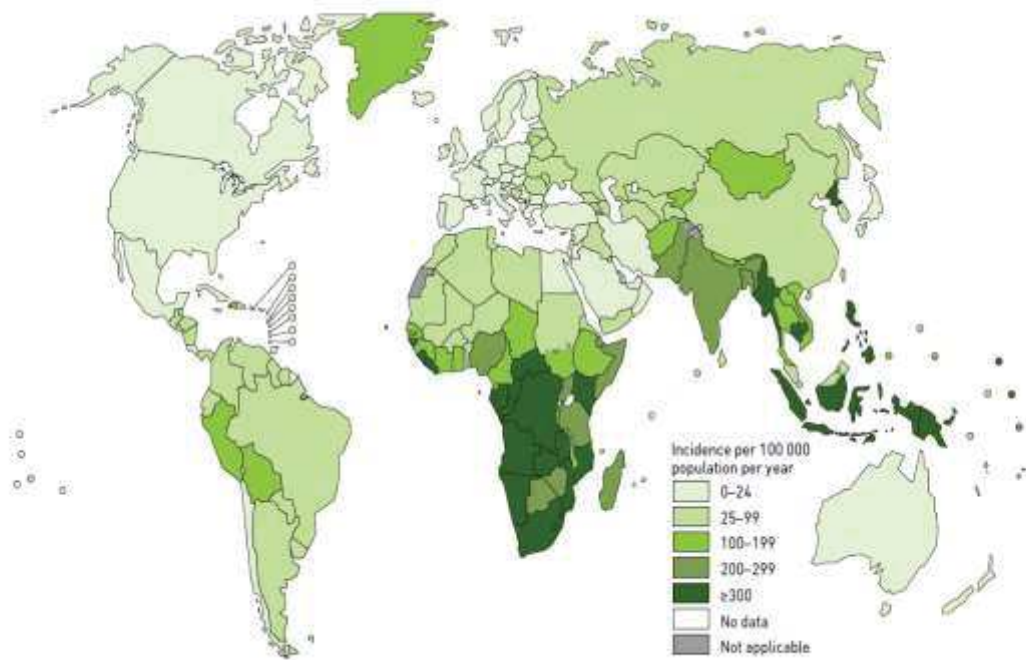 Incidence per 100 000
population per year
0–24
25–99
100–199
200–299
≥300
No data
Not applicable